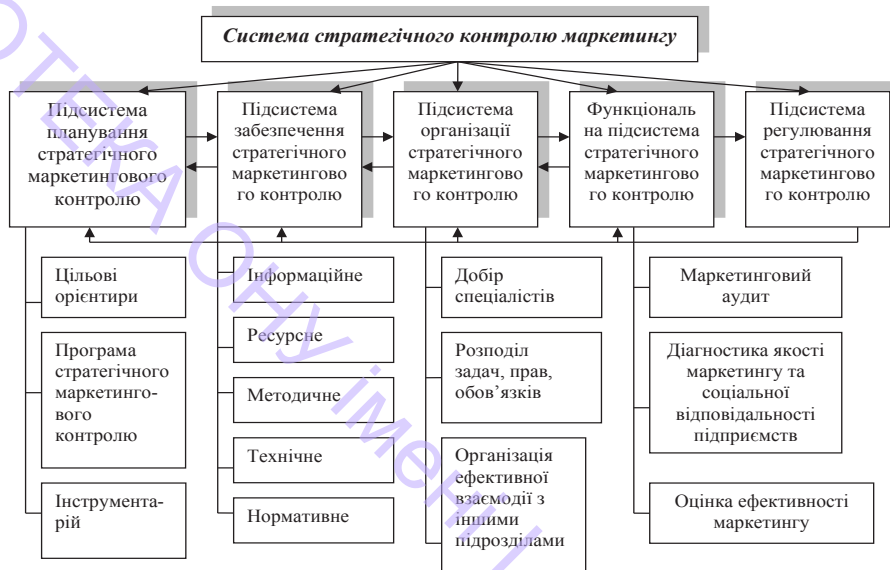 Система стратегічного контролю маркетингу
Підсистема
планування
стратегічного
маркетингового
контролю
Підсистема
забезпечення
стратегічного
маркетингово
го контролю
Підсистема
організації
стратегічного
маркетингово
го контролю
Функціональ
на підсистема
стратегічного
маркетингово
го контролю
Підсистема
регулювання
стратегічного
маркетингово
го контролю
Цільові
орієнтири
Програма
стратегічного
маркетинго-
вого
контролю
Інструмента-
рій
Інформаційне
Ресурсне
Методичне
Технічне
Нормативне
Добір
спеціалістів
Розподіл
задач, прав,
обов’язків
Організація
ефективної
взаємодії з
іншими
підрозділами
Маркетинговий
аудит
Діагностика якості
маркетингу та
соціальної
відповідальності
підприємств
Оцінка ефективності
маркетингу
ОТЕКА ОНУ імені І